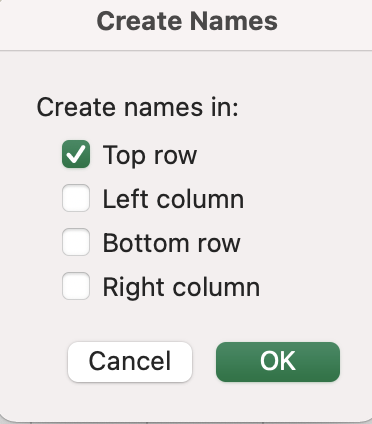 Create Names
Create names in:
Top row
Left column
Bottom row
Right column
Cancel OK